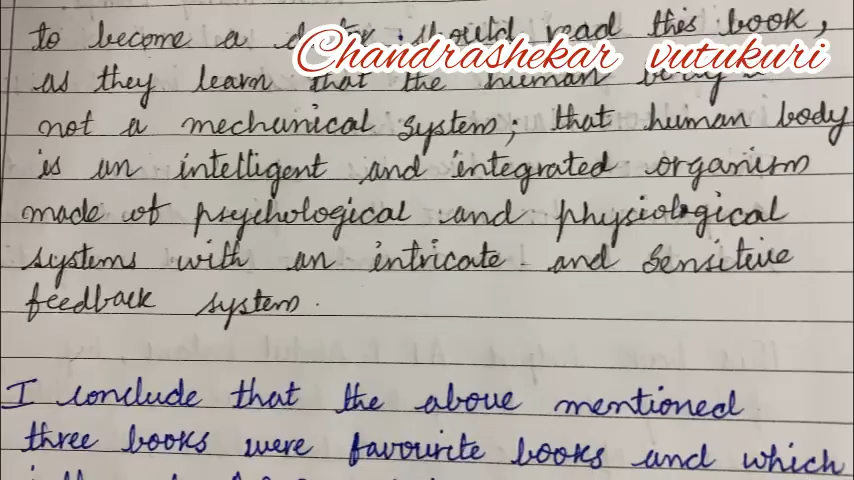 to become a should read this book,
Chandrashekar vutukuri
as they learn that the human body
not a mechanical system; that human body
is an intelligent and integrated organism
made of psychological and physiological
systems with an intricate and sensitive
feedback system.
I conclude that the above mentioned
three books were favourite books and which